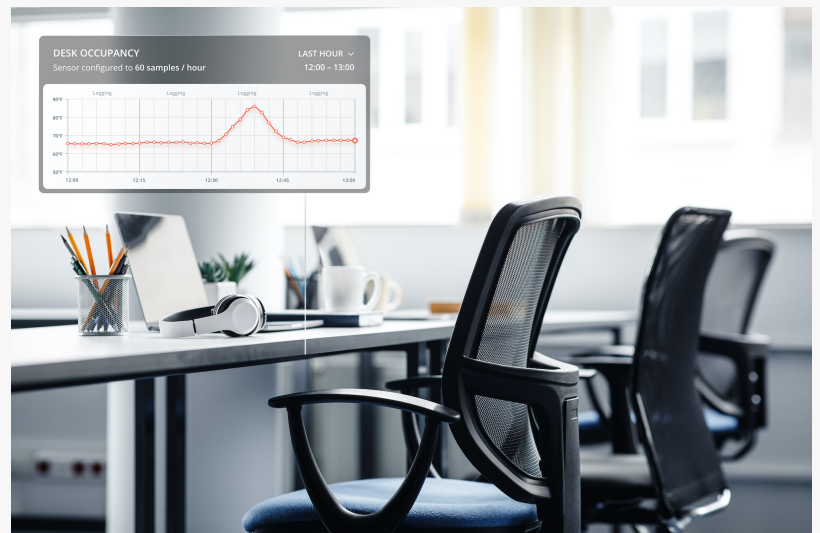 DESK OCCUPANCY
LAST HOUR
Sensor configured to 60 samples / hour
12:00 – 13:00
Logging Logging Logging Logging
90°F
80°F
70°F
60°F
50°F
12:00 12:15 12:30 12:45 13:00